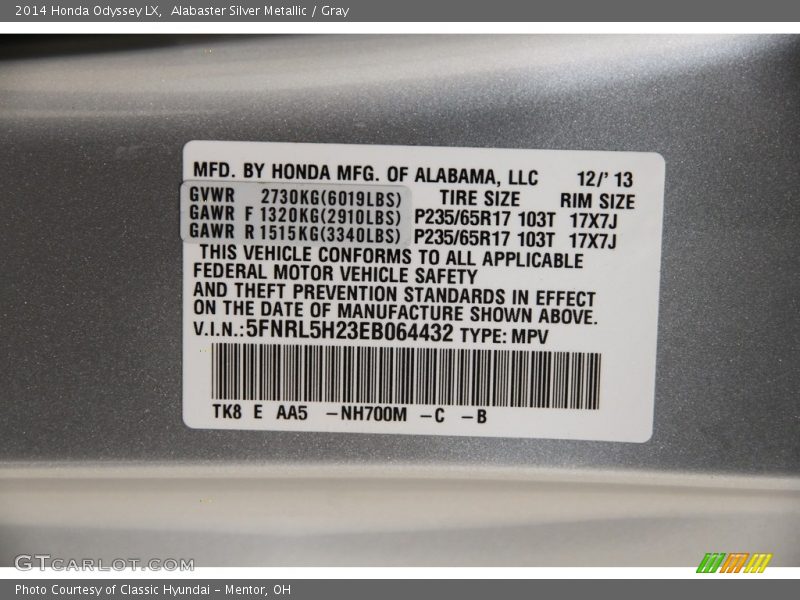 2014 Honda Odyssey LX,  Alabaster Silver Metallic / Gray
MFD. BY HONDA MFG. OF ALABAMA, LLC 12/' 13
GVWR 2730KG(6019LBS) TIRE SIZE RIM SIZE
GAWR F 1320KG(2910LBS) P235/65R17 103T 17X7J
GAWR R 1515KG(3340LBS) P235/65R17 103T 17X7J
THIS VEHICLE CONFORMS TO ALL APPLICABLE
FEDERAL MOTOR VEHICLE SAFETY
AND THEFT PREVENTION STANDARDS IN EFFECT
ON THE DATE OF MANUFACTURE SHOWN ABOVE.
V.I.N.:5FNRL5H23EB064432 TYPE: MPV
TK8 E AA5 –NH700M –C –B
GTCARLOT.COM
Photo Courtesy of Classic Hyundai – Mentor, OH